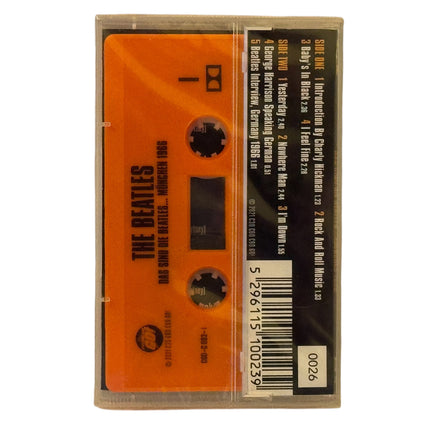 SIDE ONE 1 Introduction By Charly Hickman 1.23 2 Rock And Roll Music 1.33
3 Baby's In Black 2.36 4 I Feel Fine 2.20
SIDE TWO 1 Yesterday 2.40 2 Nowhere Man 2.44 3 I'm Down 1.55
4 George Harrison Speaking German 0.51
5 Beatles Interview, Germany 1966
THE BEATLES
DAS SIND DIE BEATLES... MÜNCHEN 1966
5 296115 100239
0026